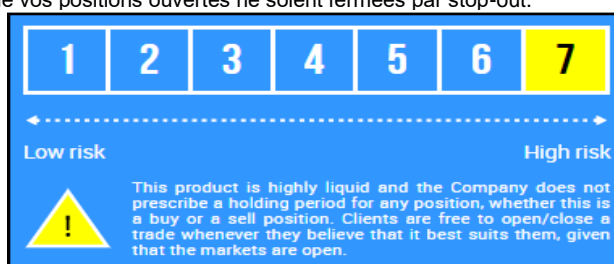 e vos positions ouvertes ne soient fermées par stop-out.
1 2 3 4 5 6 7
Low risk High risk
This product is highly liquid and the Company does not
prescribe a holding period for any position, whether this is
a buy or a sell position. Clients are free to open/close a
trade whenever they believe that it best suits them, given
that the markets are open.
!